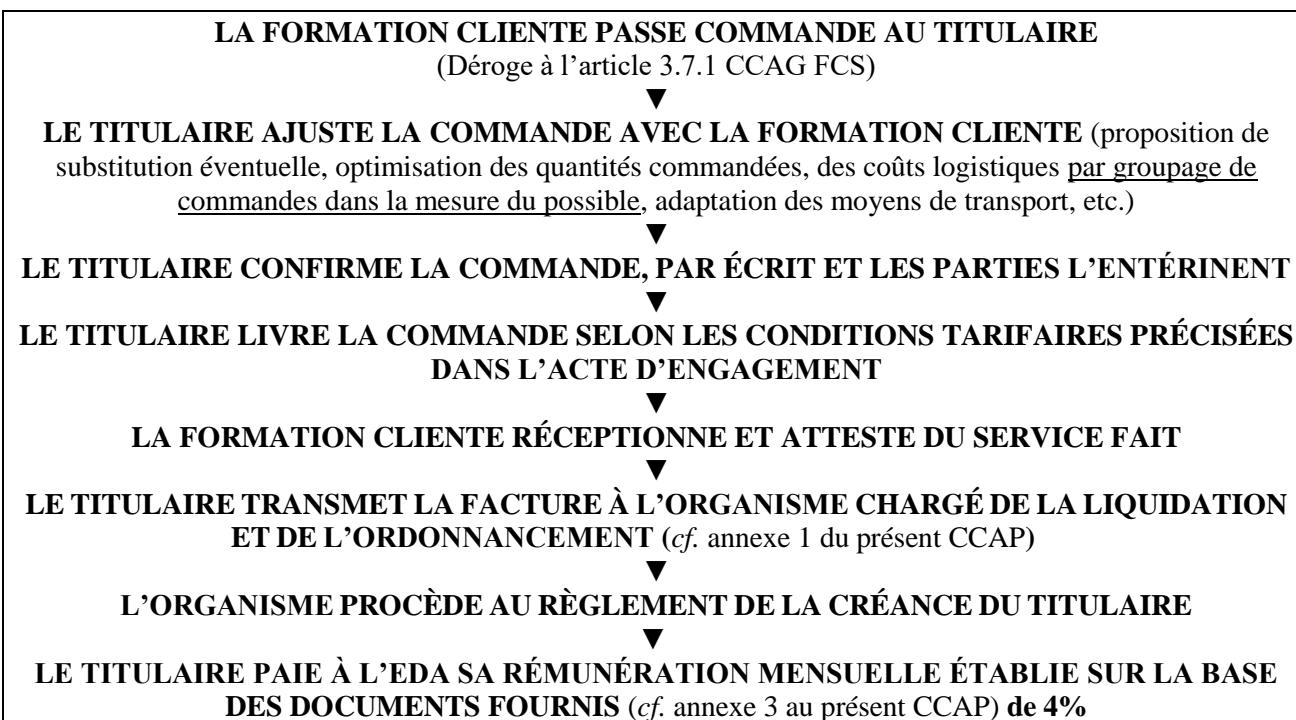 LA FORMATION CLIENTE PASSE COMMANDE AU TITULAIRE
(Déroge à l’article 3.7.1 CCAG FCS)
▼
LE TITULAIRE AJUSTE LA COMMANDE AVEC LA FORMATION CLIENTE (proposition de
substitution éventuelle, optimisation des quantités commandées, des coûts logistiques par groupage de
commandes dans la mesure du possible, adaptation des moyens de transport, etc.)
▼
LE TITULAIRE CONFIRME LA COMMANDE, PAR ÉCRIT ET LES PARTIES L’ENTÉRINENT
▼
LE TITULAIRE LIVRE LA COMMANDE SELON LES CONDITIONS TARIFAIRES PRÉCISÉES
DANS L’ACTE D’ENGAGEMENT
▼
LA FORMATION CLIENTE RÉCEPTIONNE ET ATTESTE DU SERVICE FAIT
▼
LE TITULAIRE TRANSMET LA FACTURE À L’ORGANISME CHARGÉ DE LA LIQUIDATION
ET DE L’ORDONNANCEMENT (cf. annexe 1 du présent CCAP)
▼
L’ORGANISME PROCÈDE AU RÈGLEMENT DE LA CRÉANCE DU TITULAIRE
▼
LE TITULAIRE PAIE À L’EDA SA RÉMUNÉRATION MENSUELLE ÉTABLIE SUR LA BASE
DES DOCUMENTS FOURNIS (cf. annexe 3 au présent CCAP) de 4%